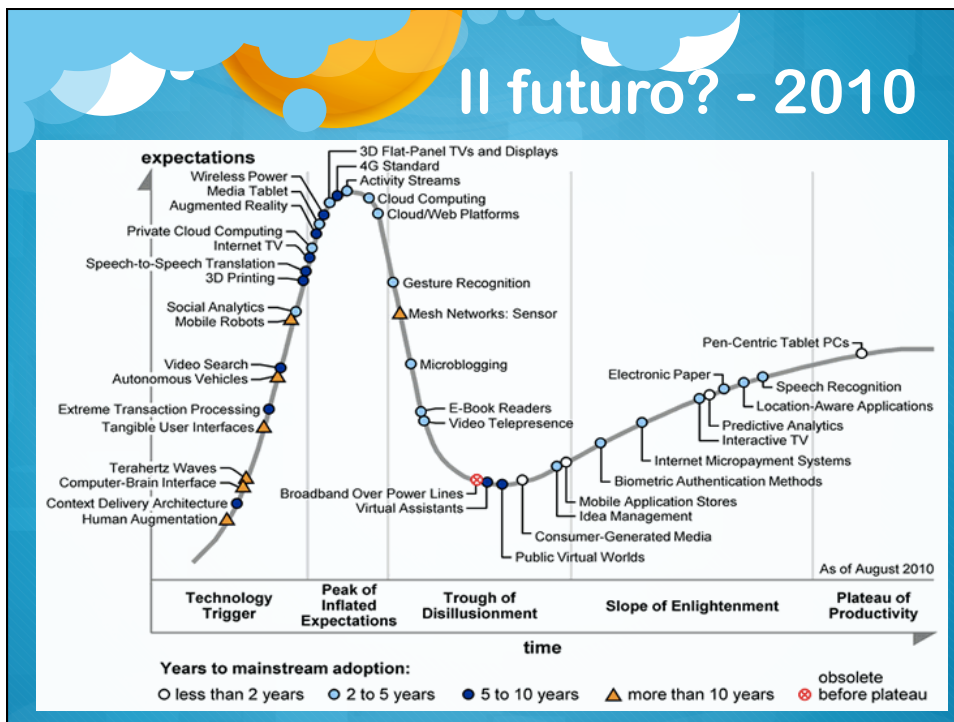 Il futuro? - 2010
expectations
3D Flat-Panel TVs and Displays
4G Standard
Activity Streams
Wireless Power
Media Tablet
Augmented Reality
Cloud Computing
Cloud/Web Platforms
Private Cloud Computing
Internet TV
Speech-to-Speech Translation
3D Printing
Gesture Recognition
Social Analytics
Mobile Robots
Mesh Networks: Sensor
Video Search
Autonomous Vehicles
Microblogging
Pen-Centric Tablet PCs
Electronic Paper
Speech Recognition
Location-Aware Applications
Extreme Transaction Processing
Tangible User Interfaces
E-Book Readers
Video Telepresence
Predictive Analytics
Interactive TV
Internet Micropayment Systems
Terahertz Waves
Computer-Brain Interface
Biometric Authentication Methods
Broadband Over Power Lines
Virtual Assistants
Context Delivery Architecture
Human Augmentation
Mobile Application Stores
Idea Management
Consumer-Generated Media
Public Virtual Worlds
As of August 2010
Technology
Trigger
Peak of
Inflated
Expectations
Trough of
Disillusionment
Slope of Enlightenment
Plateau of
Productivity
time
Years to mainstream adoption:
less than 2 years
2 to 5 years
5 to 10 years
more than 10 years
obsolete
before plateau